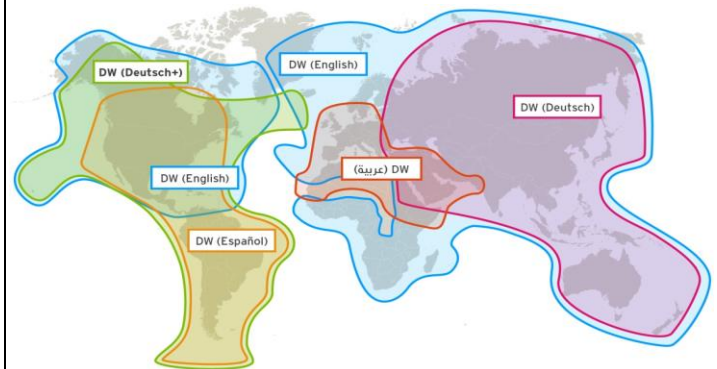 DW (English)
DW (Deutsch+)
DW (Deutsch)
DW (عربية)
DW (English)
DW (Español)